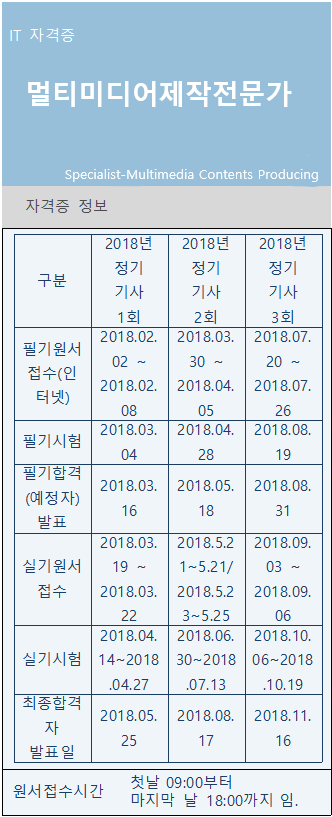 IT 자격증
멀티미디어제작전문가
Specialist-Multimedia Contents Producing
자격증 정보
구분
2018년
정기
기사
1회
2018년
정기
기사
2회
2018년
정기
기사
3회
필기원서
접수(인
터넷)
2018.02.
02 ~
2018.02.
08
2018.03.
30 ~
2018.04.
05
2018.07.
20 ~
2018.07.
26
필기시험
2018.03.
04
2018.04.
28
2018.08.
19
필기합격
(예정자)
발표
2018.03.
16
2018.05.
18
2018.08.
31
실기원서
접수
2018.03.
19 ~
2018.03.
22
2018.5.2
1~5.21/
2018.5.2
3~5.25
2018.09.
03 ~
2018.09.
06
실기시험
2018.04.
14~2018
.04.27
2018.06.
30~2018
.07.13
2018.10.
06~2018
.10.19
최종합격
자
발표일
2018.05.
25
2018.08.
17
2018.11.
16
원서접수시간
첫날 09:00부터
마지막 날 18:00까지 임.